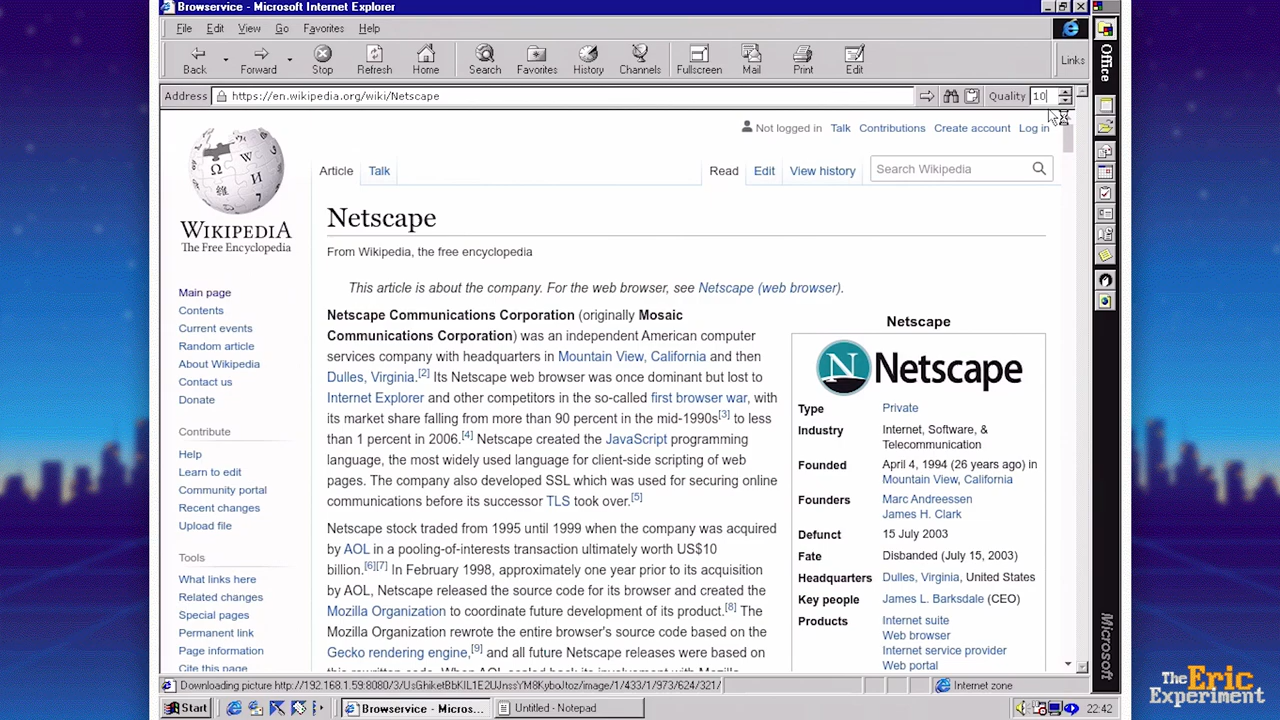 Browservice - Microsoft Internet Explorer
File Edit View Go Favorites Help
Back Forward Stop Refresh Home Search Favorites History Channels Fullscreen Mail Print Edit Links
Address https://en.wikipedia.org/wiki/Netscape Quality 10
Office
Not logged in Talk Contributions Create account Log in
Article Talk Read Edit View history Search Wikipedia
WIKIPEDIA
The Free Encyclopedia
Main page
Contents
Current events
Random article
About Wikipedia
Contact us
Donate
Contribute
Help
Learn to edit
Community portal
Recent changes
Upload file
Tools
What links here
Related changes
Special pages
Permanent link
Page information
Cite this page
Netscape
From Wikipedia, the free encyclopedia
This article is about the company. For the web browser, see Netscape (web browser).
Netscape Communications Corporation (originally Mosaic
Communications Corporation) was an independent American computer
services company with headquarters in Mountain View, California and then
Dulles, Virginia.[2] Its Netscape web browser was once dominant but lost to
Internet Explorer and other competitors in the so-called first browser war, with
its market share falling from more than 90 percent in the mid-1990s[3] to less
than 1 percent in 2006.[4] Netscape created the JavaScript programming
language, the most widely used language for client-side scripting of web
pages. The company also developed SSL which was used for securing online
communications before its successor TLS took over.[5]
Netscape stock traded from 1995 until 1999 when the company was acquired
by AOL in a pooling-of-interests transaction ultimately worth US$10
billion.[6][7] In February 1998, approximately one year prior to its acquisition
by AOL, Netscape released the source code for its browser and created the
Mozilla Organization to coordinate future development of its product.[8] The
Mozilla Organization rewrote the entire browser's source code based on the
Gecko rendering engine,[9] and all future Netscape releases were based on
Netscape
Netscape
Type Private
Industry Internet, Software, &
Telecommunication
Founded April 4, 1994 (26 years ago) in
Mountain View, California
Founders Marc Andreessen
James H. Clark
Defunct 15 July 2003
Fate Disbanded (July 15, 2003)
Headquarters Dulles, Virginia, United States
Key people James L. Barksdale (CEO)
Products Internet suite
Web browser
Internet service provider
Web portal
Microsoft
Downloading picture Internet zone
Start Browservice - Micros... Untitled - Notepad 22:42
The Eric
Experiment